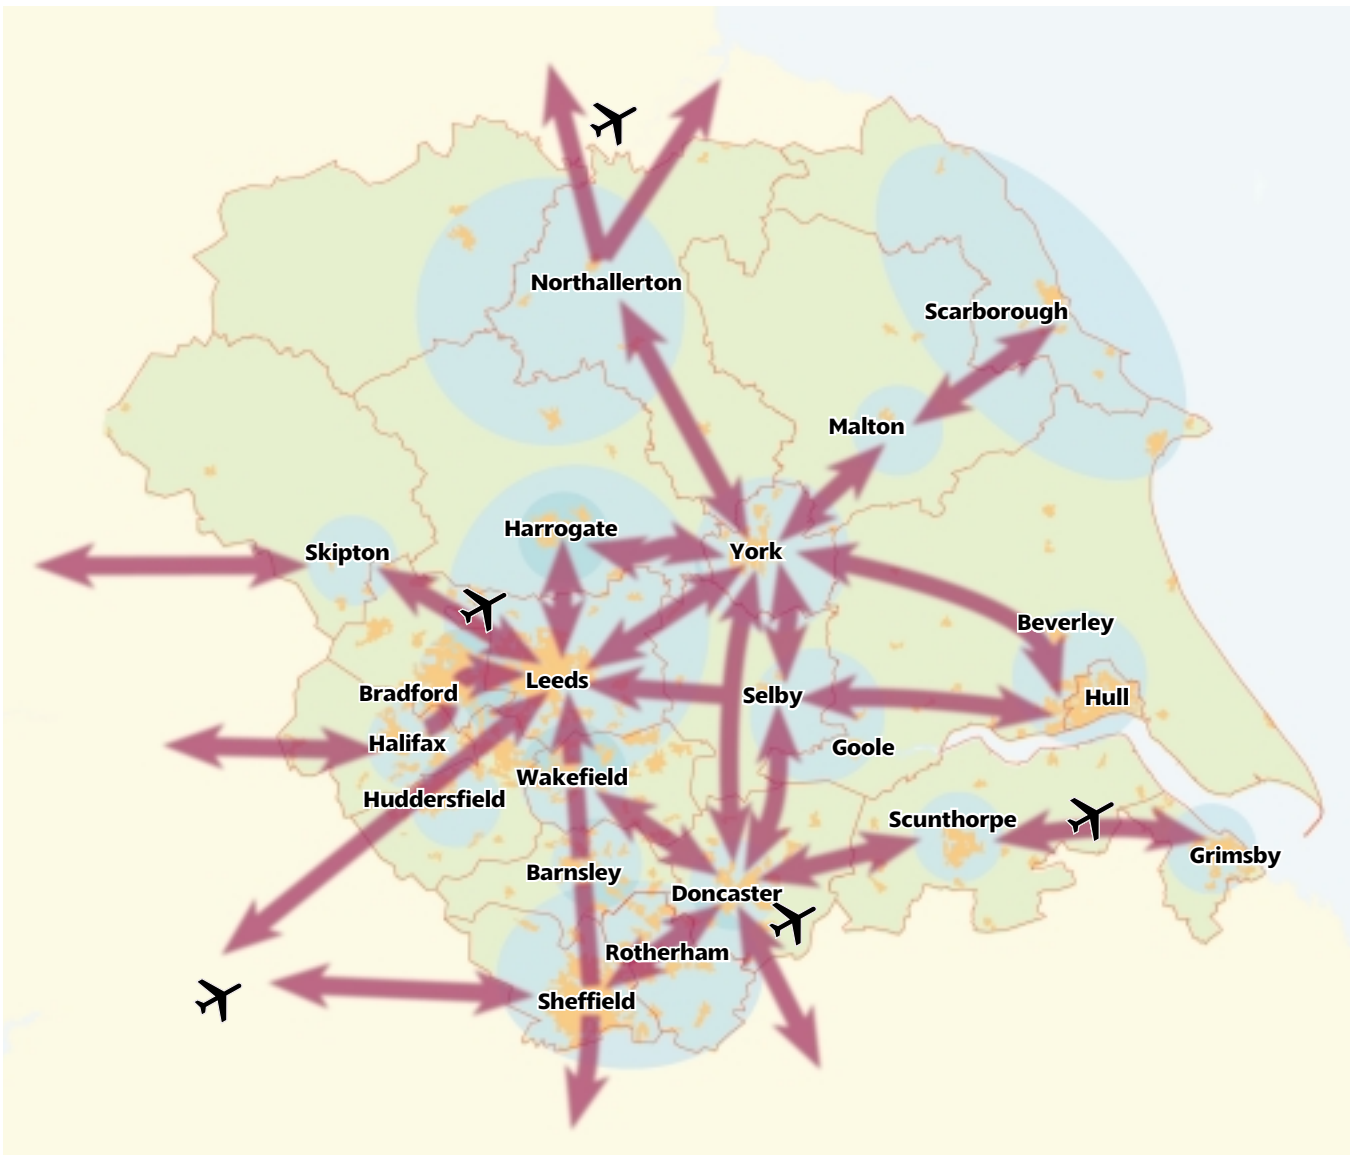 Northallerton
Scarborough
Malton
Harrogate
York
Skipton
Beverley
Leeds
Bradford
Selby
Hull
Halifax
Goole
Wakefield
Huddersfield
Scunthorpe
Grimsby
Barnsley
Doncaster
Rotherham
Sheffield